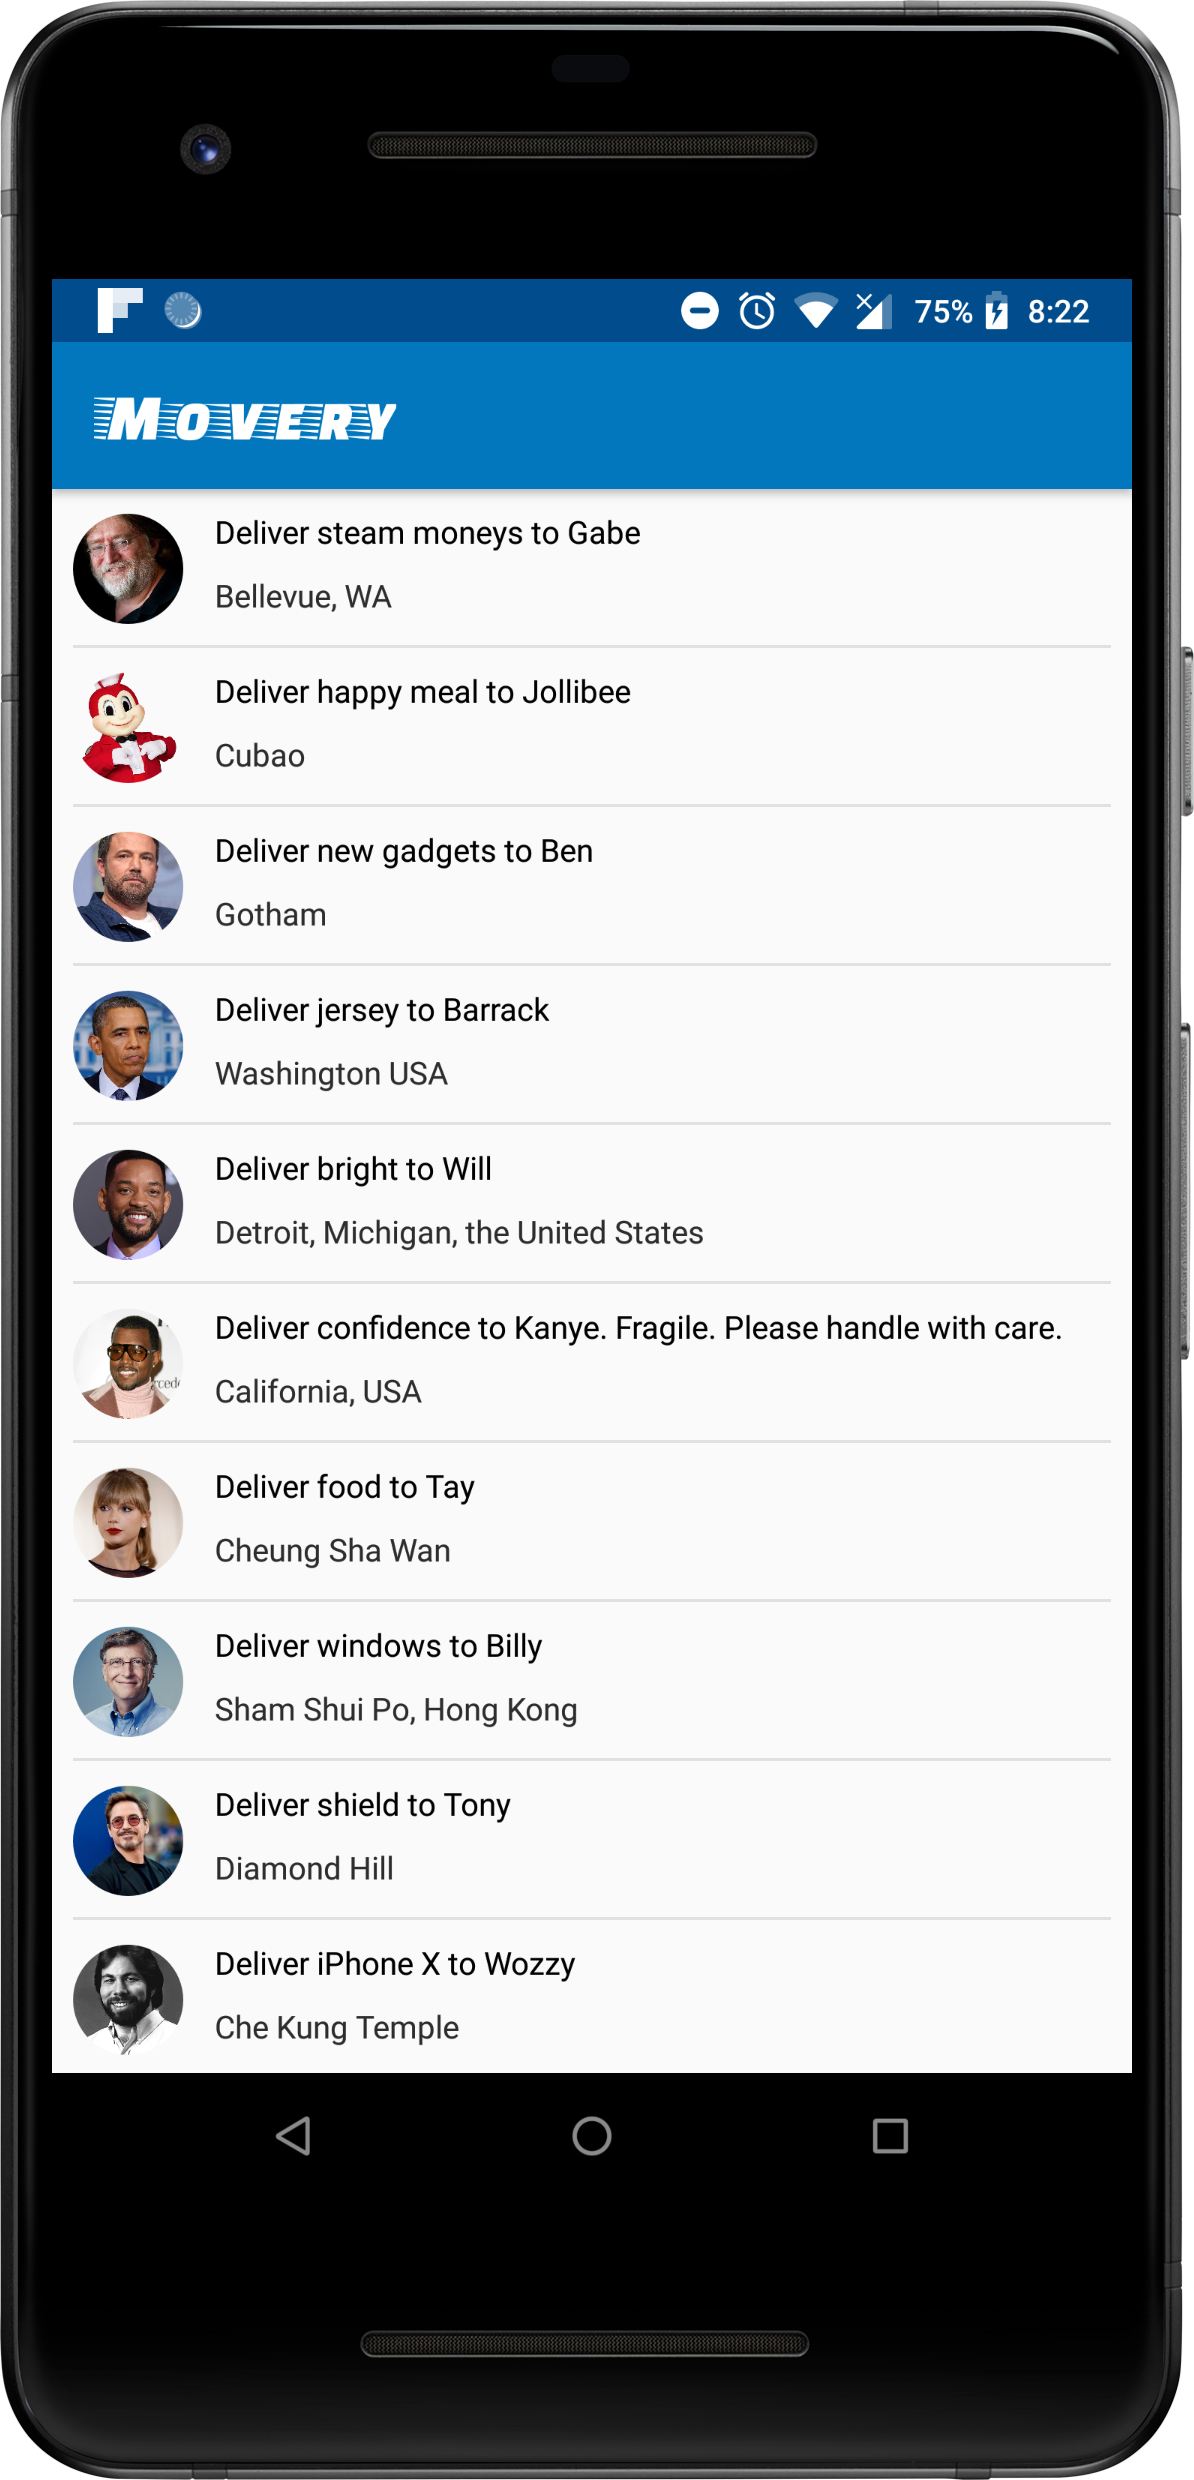 75% 8:22
MOVERY
Deliver steam moneys to Gabe
Bellevue, WA
Deliver happy meal to Jollibee
Cubao
Deliver new gadgets to Ben
Gotham
Deliver jersey to Barrack
Washington USA
Deliver bright to Will
Detroit, Michigan, the United States
Deliver confidence to Kanye. Fragile. Please handle with care.
California, USA
Deliver food to Tay
Cheung Sha Wan
Deliver windows to Billy
Sham Shui Po, Hong Kong
Deliver shield to Tony
Diamond Hill
Deliver iPhone X to Wozzy
Che Kung Temple